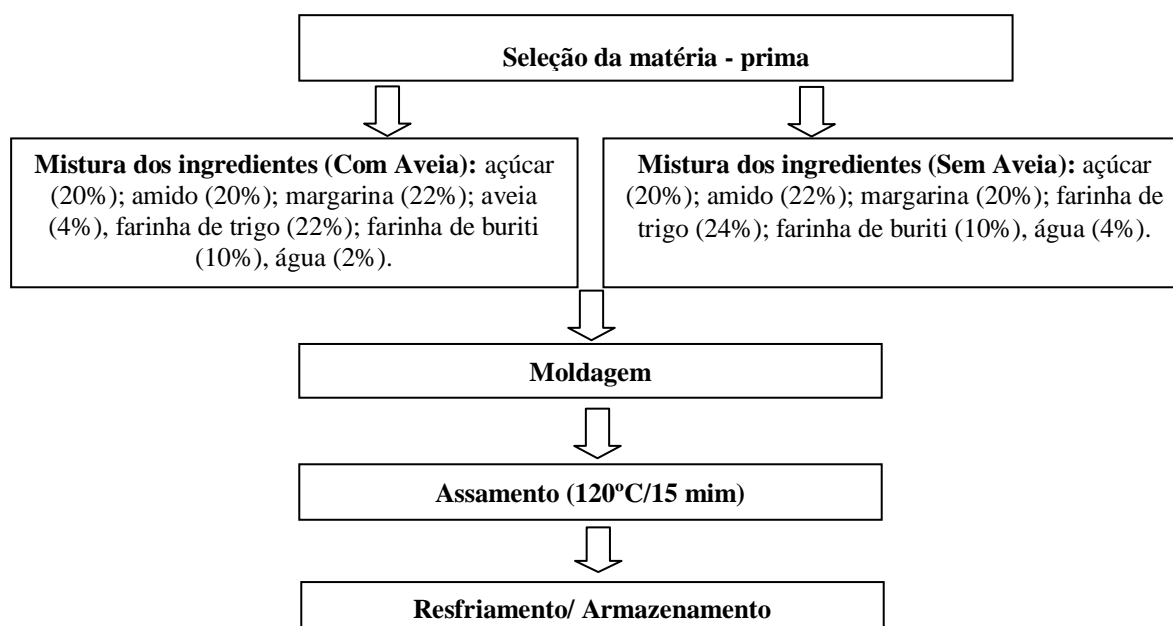 Seleção da matéria - prima
Mistura dos ingredientes (Com Aveia): açúcar
(20%); amido (20%); margarina (22%); aveia
(4%), farinha de trigo (22%); farinha de buriti
(10%), água (2%).
Mistura dos ingredientes (Sem Aveia): açúcar
(20%); amido (22%); margarina (20%); farinha de
trigo (24%); farinha de buriti (10%), água (4%).
Moldagem
Assamento (120ºC/15 mim)
Resfriamento/ Armazenamento